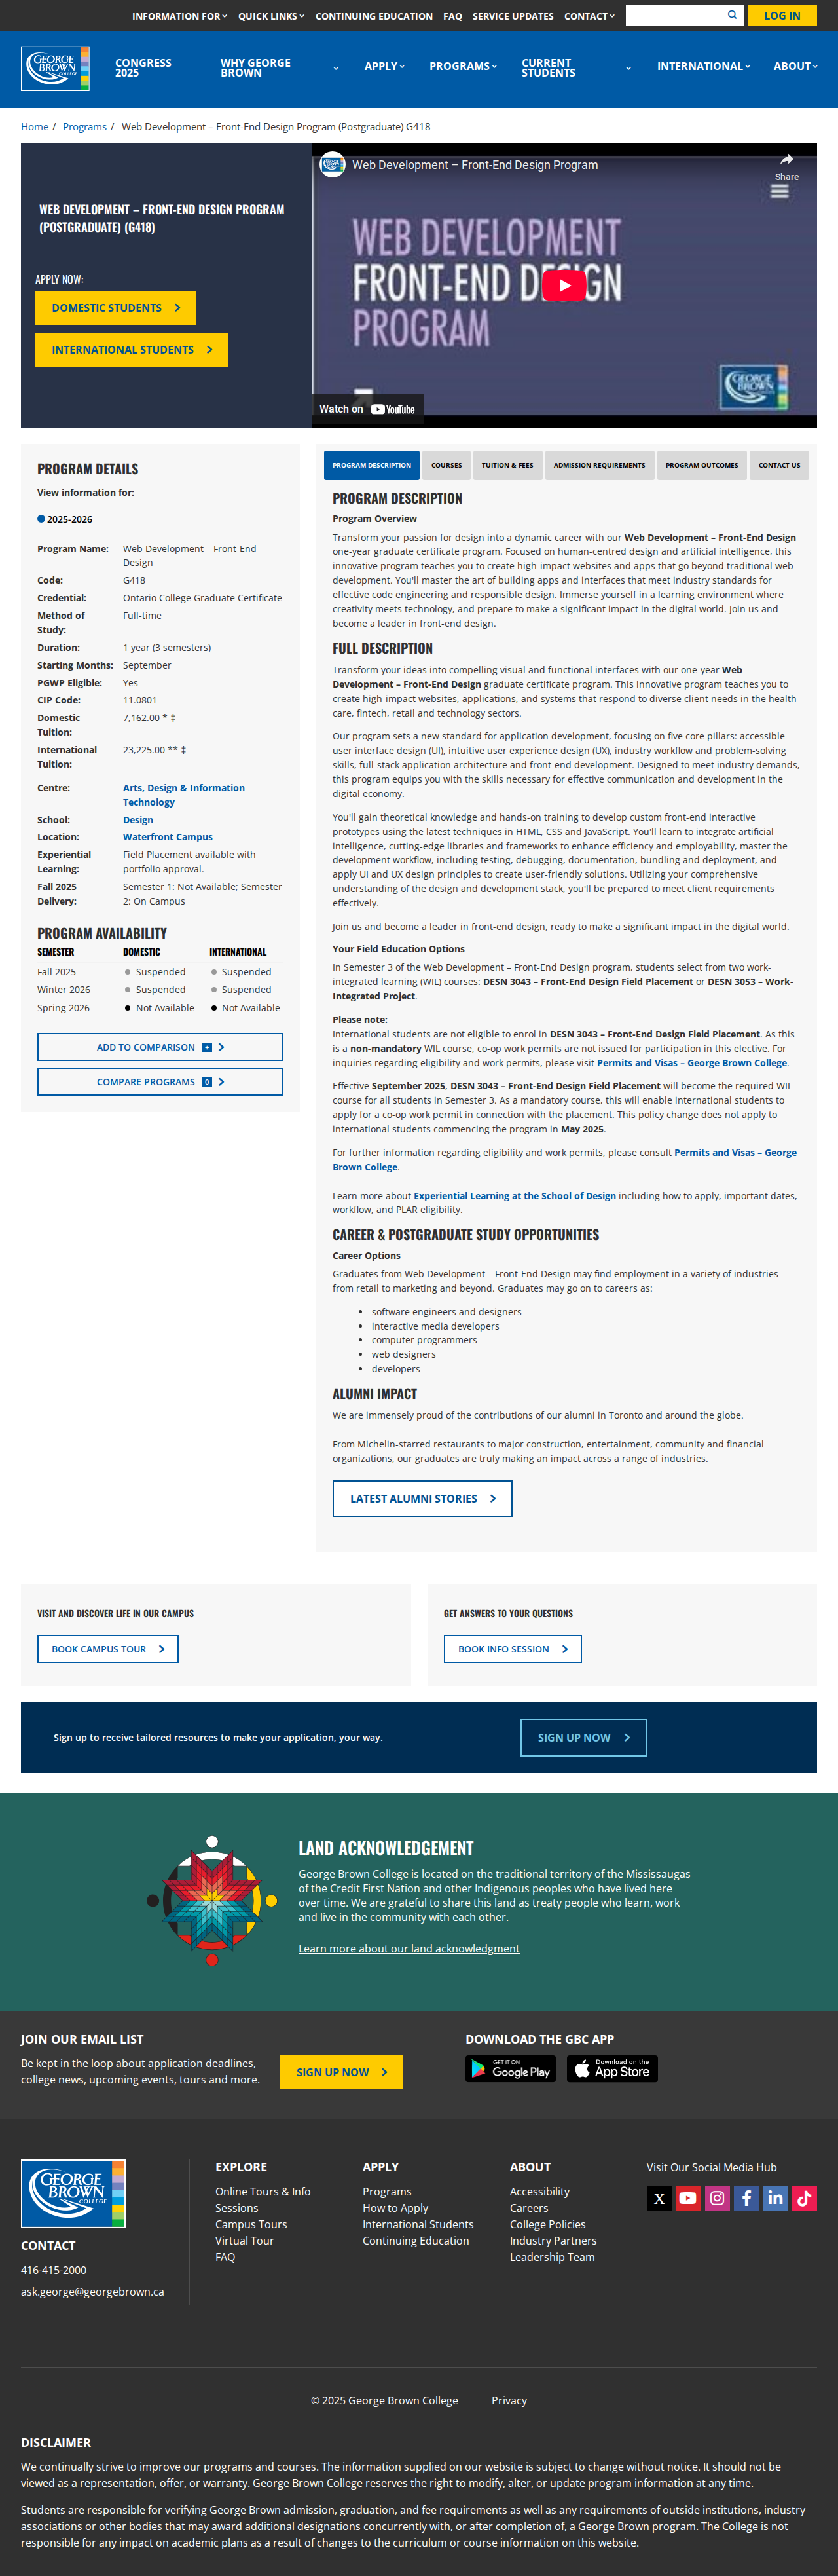 INFORMATION FOR QUICK LINKS CONTINUING EDUCATION FAQ SERVICE UPDATES CONTACT LOG IN
GEORGE BROWN COLLEGE
CONGRESS 2025
WHY GEORGE BROWN
APPLY
PROGRAMS
CURRENT STUDENTS
INTERNATIONAL
ABOUT
Home / Programs / Web Development – Front-End Design Program (Postgraduate) G418
WEB DEVELOPMENT – FRONT-END DESIGN PROGRAM
(POSTGRADUATE) (G418)
APPLY NOW:
DOMESTIC STUDENTS
INTERNATIONAL STUDENTS
Web Development – Front-End Design Program
Share
WEB DEVELOPMENT
FRONT-END DESIGN
PROGRAM
GEORGE BROWN
Watch on YouTube
PROGRAM DETAILS
View information for:
2025-2026
Program Name: Web Development – Front-End
Design
Code: G418
Credential: Ontario College Graduate Certificate
Method of Study: Full-time
Duration: 1 year (3 semesters)
Starting Months: September
PGWP Eligible: Yes
CIP Code: 11.0801
Domestic Tuition: 7,162.00 * ‡
International Tuition: 23,225.00 ** ‡
Centre: Arts, Design & Information
Technology
School: Design
Location: Waterfront Campus
Experiential Learning: Field Placement available with
portfolio approval.
Fall 2025 Delivery: Semester 1: Not Available; Semester
2: On Campus
PROGRAM AVAILABILITY
SEMESTER DOMESTIC INTERNATIONAL
Fall 2025 Suspended Suspended
Winter 2026 Suspended Suspended
Spring 2026 Not Available Not Available
ADD TO COMPARISON +
COMPARE PROGRAMS 0
PROGRAM DESCRIPTION COURSES TUITION & FEES ADMISSION REQUIREMENTS PROGRAM OUTCOMES CONTACT US
PROGRAM DESCRIPTION
Program Overview
Transform your passion for design into a dynamic career with our Web Development – Front-End Design
one-year graduate certificate program. Focused on human-centred design and artificial intelligence, this
innovative program teaches you to create high-impact websites and apps that go beyond traditional web
development. You'll master the art of building apps and interfaces that meet industry standards for
effective code engineering and responsible design. Immerse yourself in a learning environment where
creativity meets technology, and prepare to make a significant impact in the digital world. Join us and
become a leader in front-end design.
FULL DESCRIPTION
Transform your ideas into compelling visual and functional interfaces with our one-year Web
Development – Front-End Design graduate certificate program. This innovative program teaches you to
create high-impact websites, applications, and systems that respond to diverse client needs in the health
care, fintech, retail and technology sectors.
Our program sets a new standard for application development, focusing on five core pillars: accessible
user interface design (UI), intuitive user experience design (UX), industry workflow and problem-solving
skills, full-stack application architecture and front-end development. Designed to meet industry demands,
this program equips you with the skills necessary for effective communication and development in the
digital economy.
You'll gain theoretical knowledge and hands-on training to develop custom front-end interactive
prototypes using the latest techniques in HTML, CSS and JavaScript. You'll learn to integrate artificial
intelligence, cutting-edge libraries and frameworks to enhance efficiency and employability, master the
development workflow, including testing, debugging, documentation, bundling and deployment, and
apply UI and UX design principles to create user-friendly solutions. Utilizing your comprehensive
understanding of the design and development stack, you'll be prepared to meet client requirements
effectively.
Join us and become a leader in front-end design, ready to make a significant impact in the digital world.
Your Field Education Options
In Semester 3 of the Web Development – Front-End Design program, students select from two work-
integrated learning (WIL) courses: DESN 3043 – Front-End Design Field Placement or DESN 3053 – Work-
Integrated Project.
Please note:
International students are not eligible to enrol in DESN 3043 – Front-End Design Field Placement. As this
is a non-mandatory WIL course, co-op work permits are not issued for participation in this elective. For
inquiries regarding eligibility and work permits, please visit Permits and Visas – George Brown College.
Effective September 2025, DESN 3043 – Front-End Design Field Placement will become the required WIL
course for all students in Semester 3. As a mandatory course, this will enable international students to
apply for a co-op work permit in connection with the placement. This policy change does not apply to
international students commencing the program in May 2025.
For further information regarding eligibility and work permits, please consult Permits and Visas – George
Brown College.
Learn more about Experiential Learning at the School of Design including how to apply, important dates,
workflow, and PLAR eligibility.
CAREER & POSTGRADUATE STUDY OPPORTUNITIES
Career Options
Graduates from Web Development – Front-End Design may find employment in a variety of industries
from retail to marketing and beyond. Graduates may go on to careers as:
• software engineers and designers
• interactive media developers
• computer programmers
• web designers
• developers
ALUMNI IMPACT
We are immensely proud of the contributions of our alumni in Toronto and around the globe.
From Michelin-starred restaurants to major construction, entertainment, community and financial
organizations, our graduates are truly making an impact across a range of industries.
LATEST ALUMNI STORIES
VISIT AND DISCOVER LIFE IN OUR CAMPUS
BOOK CAMPUS TOUR
GET ANSWERS TO YOUR QUESTIONS
BOOK INFO SESSION
Sign up to receive tailored resources to make your application, your way.
SIGN UP NOW
LAND ACKNOWLEDGEMENT
George Brown College is located on the traditional territory of the Mississaugas
of the Credit First Nation and other Indigenous peoples who have lived here
over time. We are grateful to share this land as treaty people who learn, work
and live in the community with each other.
Learn more about our land acknowledgment
JOIN OUR EMAIL LIST
Be kept in the loop about application deadlines,
college news, upcoming events, tours and more.
SIGN UP NOW
DOWNLOAD THE GBC APP
GET IT ON Google Play
Download on the App Store
GEORGE BROWN COLLEGE
CONTACT
416-415-2000
ask.george@georgebrown.ca
EXPLORE
Online Tours & Info
Sessions
Campus Tours
Virtual Tour
FAQ
APPLY
Programs
How to Apply
International Students
Continuing Education
ABOUT
Accessibility
Careers
College Policies
Industry Partners
Leadership Team
Visit Our Social Media Hub
© 2025 George Brown College Privacy
DISCLAIMER
We continually strive to improve our programs and courses. The information supplied on our website is subject to change without notice. It should not be
viewed as a representation, offer, or warranty. George Brown College reserves the right to modify, alter, or update program information at any time.
Students are responsible for verifying George Brown admission, graduation, and fee requirements as well as any requirements of outside institutions, industry
associations or other bodies that may award additional designations concurrently with, or after completion of, a George Brown program. The College is not
responsible for any impact on academic plans as a result of changes to the curriculum or course information on this website.